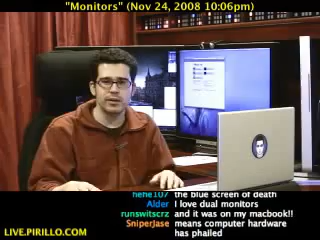 "Monitors" (Nov 24, 2008 10:06pm)
hehe107 the blue screen of death
Alder I love dual monitors
runswitscrz and it was on my macbook!!
SniperJase means computer hardware
has phailed
LIVE.PIRILLO.COM